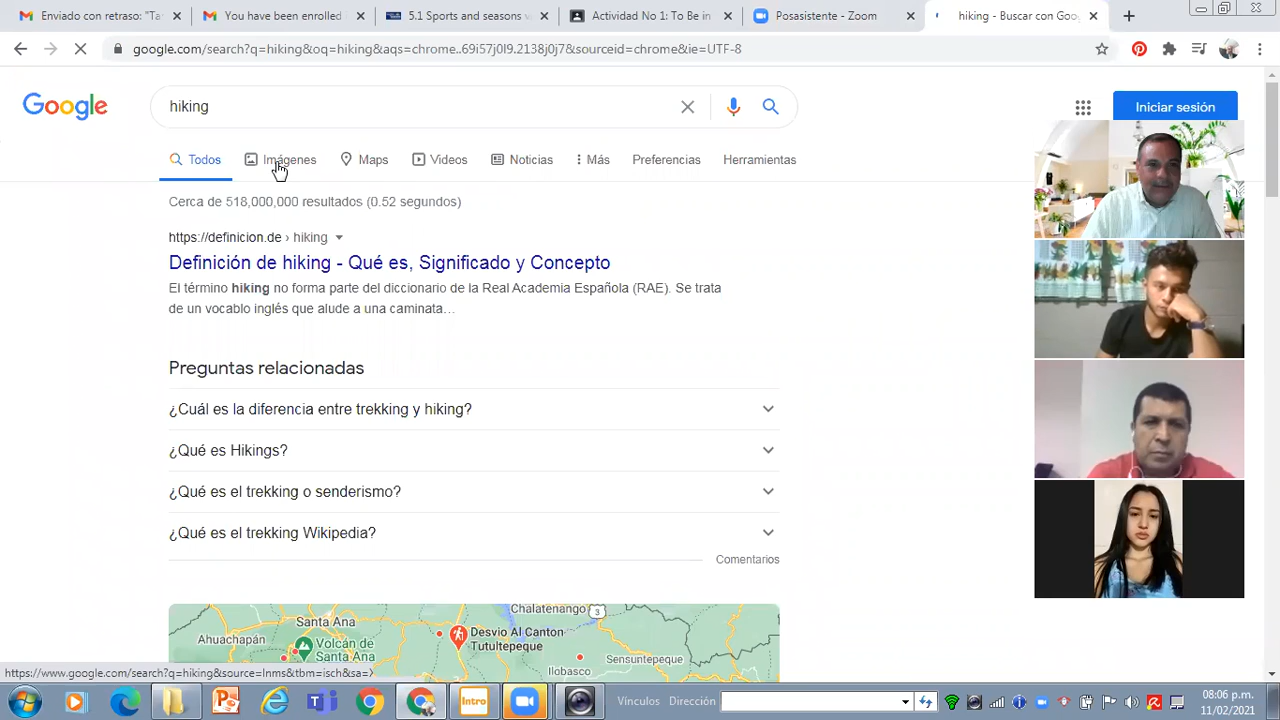 Enviado con retraso: "Ta
You have been enrolled
5.1 Sports and seasons v
Actividad No 1: To Be in
Posasistente - Zoom
hiking - Buscar con Goo
google.com/search?q=hiking&oq=hiking&aqs=chrome..69i57j0l9.2138j0j7&sourceid=chrome&ie=UTF-8
Google
hiking
Iniciar sesión
Todos
Imágenes
Maps
Videos
Noticias
Más
Preferencias
Herramientas
Cerca de 518,000,000 resultados (0.52 segundos)
https://definicion.de › hiking
Definición de hiking - Qué es, Significado y Concepto
El término hiking no forma parte del diccionario de la Real Academia Española (RAE). Se trata
de un vocablo inglés que alude a una caminata…
Preguntas relacionadas
¿Cuál es la diferencia entre trekking y hiking?
¿Qué es Hikings?
¿Qué es el trekking o senderismo?
¿Qué es el trekking Wikipedia?
Comentarios
Chalatenango
3
Santa Ana
Ahuachapán
Desvio Al Canton
Tutultepeque
Volcán de
Santa Ana
Ilobasco
Sensuntepeque
https://www.google.com/search?q=hiking&source=lnms&tbm=isch&sa=>
Intro
Vínculos
Dirección
08:06 p.m.
11/02/2021